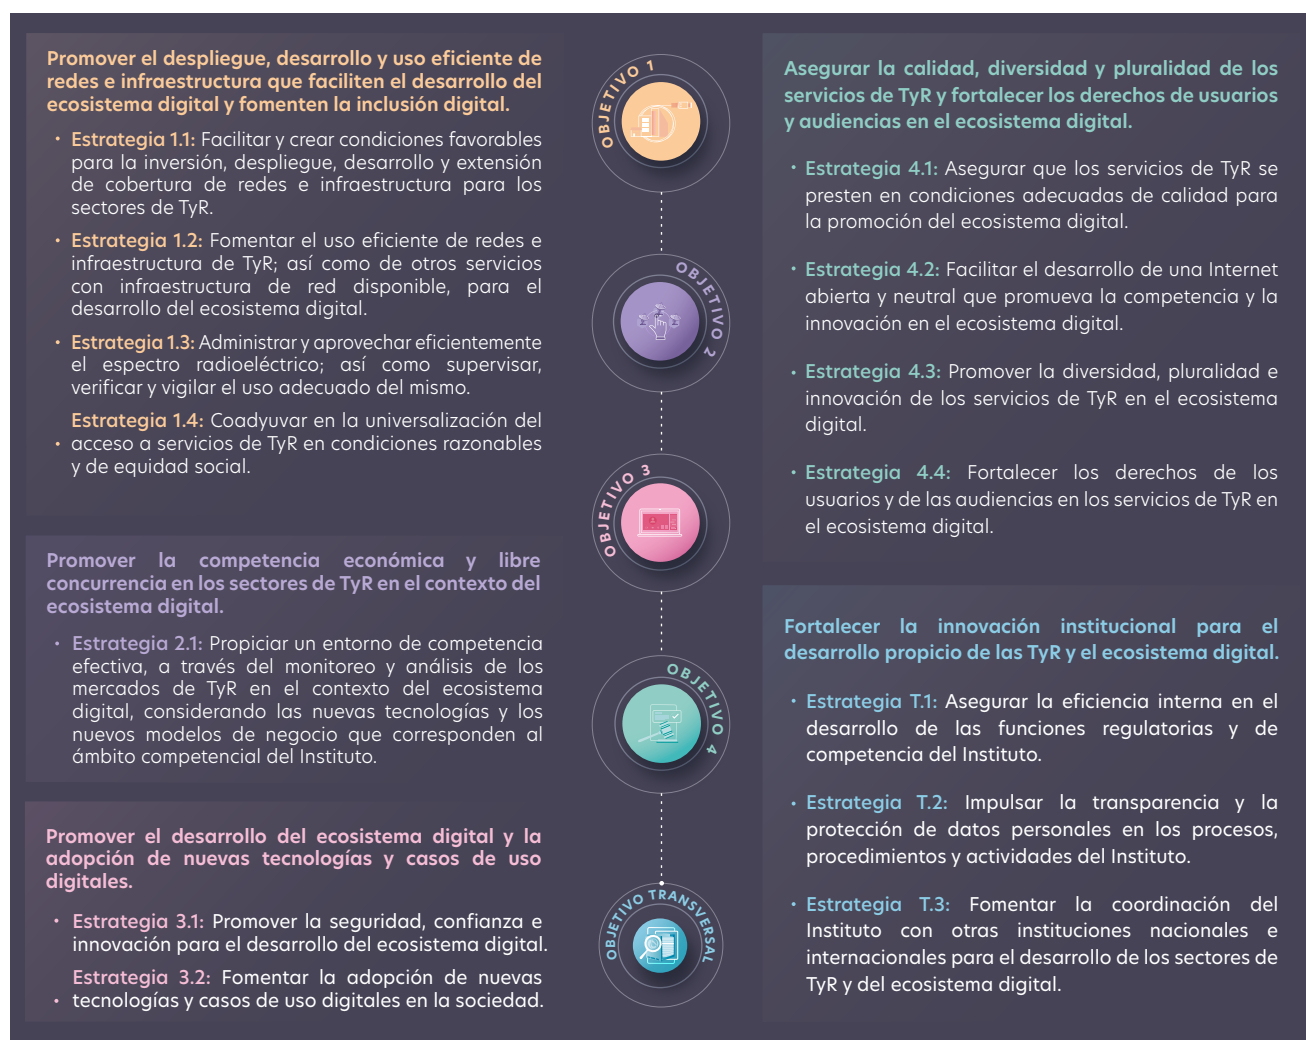 Promover el despliegue, desarrollo y uso eficiente de
redes e infraestructura que faciliten el desarrollo del
ecosistema digital y fomenten la inclusión digital.
• Estrategia 1.1: Facilitar y crear condiciones favorables
para la inversión, despliegue, desarrollo y extensión
de cobertura de redes e infraestructura para los
sectores de TyR.
• Estrategia 1.2: Fomentar el uso eficiente de redes e
infraestructura de TyR; así como de otros servicios
con infraestructura de red disponible, para el
desarrollo del ecosistema digital.
• Estrategia 1.3: Administrar y aprovechar eficientemente
el espectro radioeléctrico; así como supervisar,
verificar y vigilar el uso adecuado del mismo.
Estrategia 1.4: Coadyuvar en la universalización del
• acceso a servicios de TyR en condiciones razonables
y de equidad social.
Promover la competencia económica y libre
concurrencia en los sectores de TyR en el contexto del
ecosistema digital.
• Estrategia 2.1: Propiciar un entorno de competencia
efectiva, a través del monitoreo y análisis de los
mercados de TyR en el contexto del ecosistema
digital, considerando las nuevas tecnologías y los
nuevos modelos de negocio que corresponden al
ámbito competencial del Instituto.
Promover el desarrollo del ecosistema digital y la
adopción de nuevas tecnologías y casos de uso
digitales.
• Estrategia 3.1: Promover la seguridad, confianza e
innovación para el desarrollo del ecosistema digital.
Estrategia 3.2: Fomentar la adopción de nuevas
• tecnologías y casos de uso digitales en la sociedad.
OBJETIVO 1
OBJETIVO 2
OBJETIVO 3
OBJETIVO 4
OBJETIVO TRANSVERSAL
Asegurar la calidad, diversidad y pluralidad de los
servicios de TyR y fortalecer los derechos de usuarios
y audiencias en el ecosistema digital.
• Estrategia 4.1: Asegurar que los servicios de TyR se
presten en condiciones adecuadas de calidad para
la promoción del ecosistema digital.
• Estrategia 4.2: Facilitar el desarrollo de una Internet
abierta y neutral que promueva la competencia y la
innovación en el ecosistema digital.
• Estrategia 4.3: Promover la diversidad, pluralidad e
innovación de los servicios de TyR en el ecosistema
digital.
• Estrategia 4.4: Fortalecer los derechos de los
usuarios y de las audiencias en los servicios de TyR en
el ecosistema digital.
Fortalecer la innovación institucional para el
desarrollo propicio de las TyR y el ecosistema digital.
• Estrategia T.1: Asegurar la eficiencia interna en el
desarrollo de las funciones regulatorias y de
competencia del Instituto.
• Estrategia T.2: Impulsar la transparencia y la
protección de datos personales en los procesos,
procedimientos y actividades del Instituto.
• Estrategia T.3: Fomentar la coordinación del
Instituto con otras instituciones nacionales e
internacionales para el desarrollo de los sectores de
TyR y del ecosistema digital.